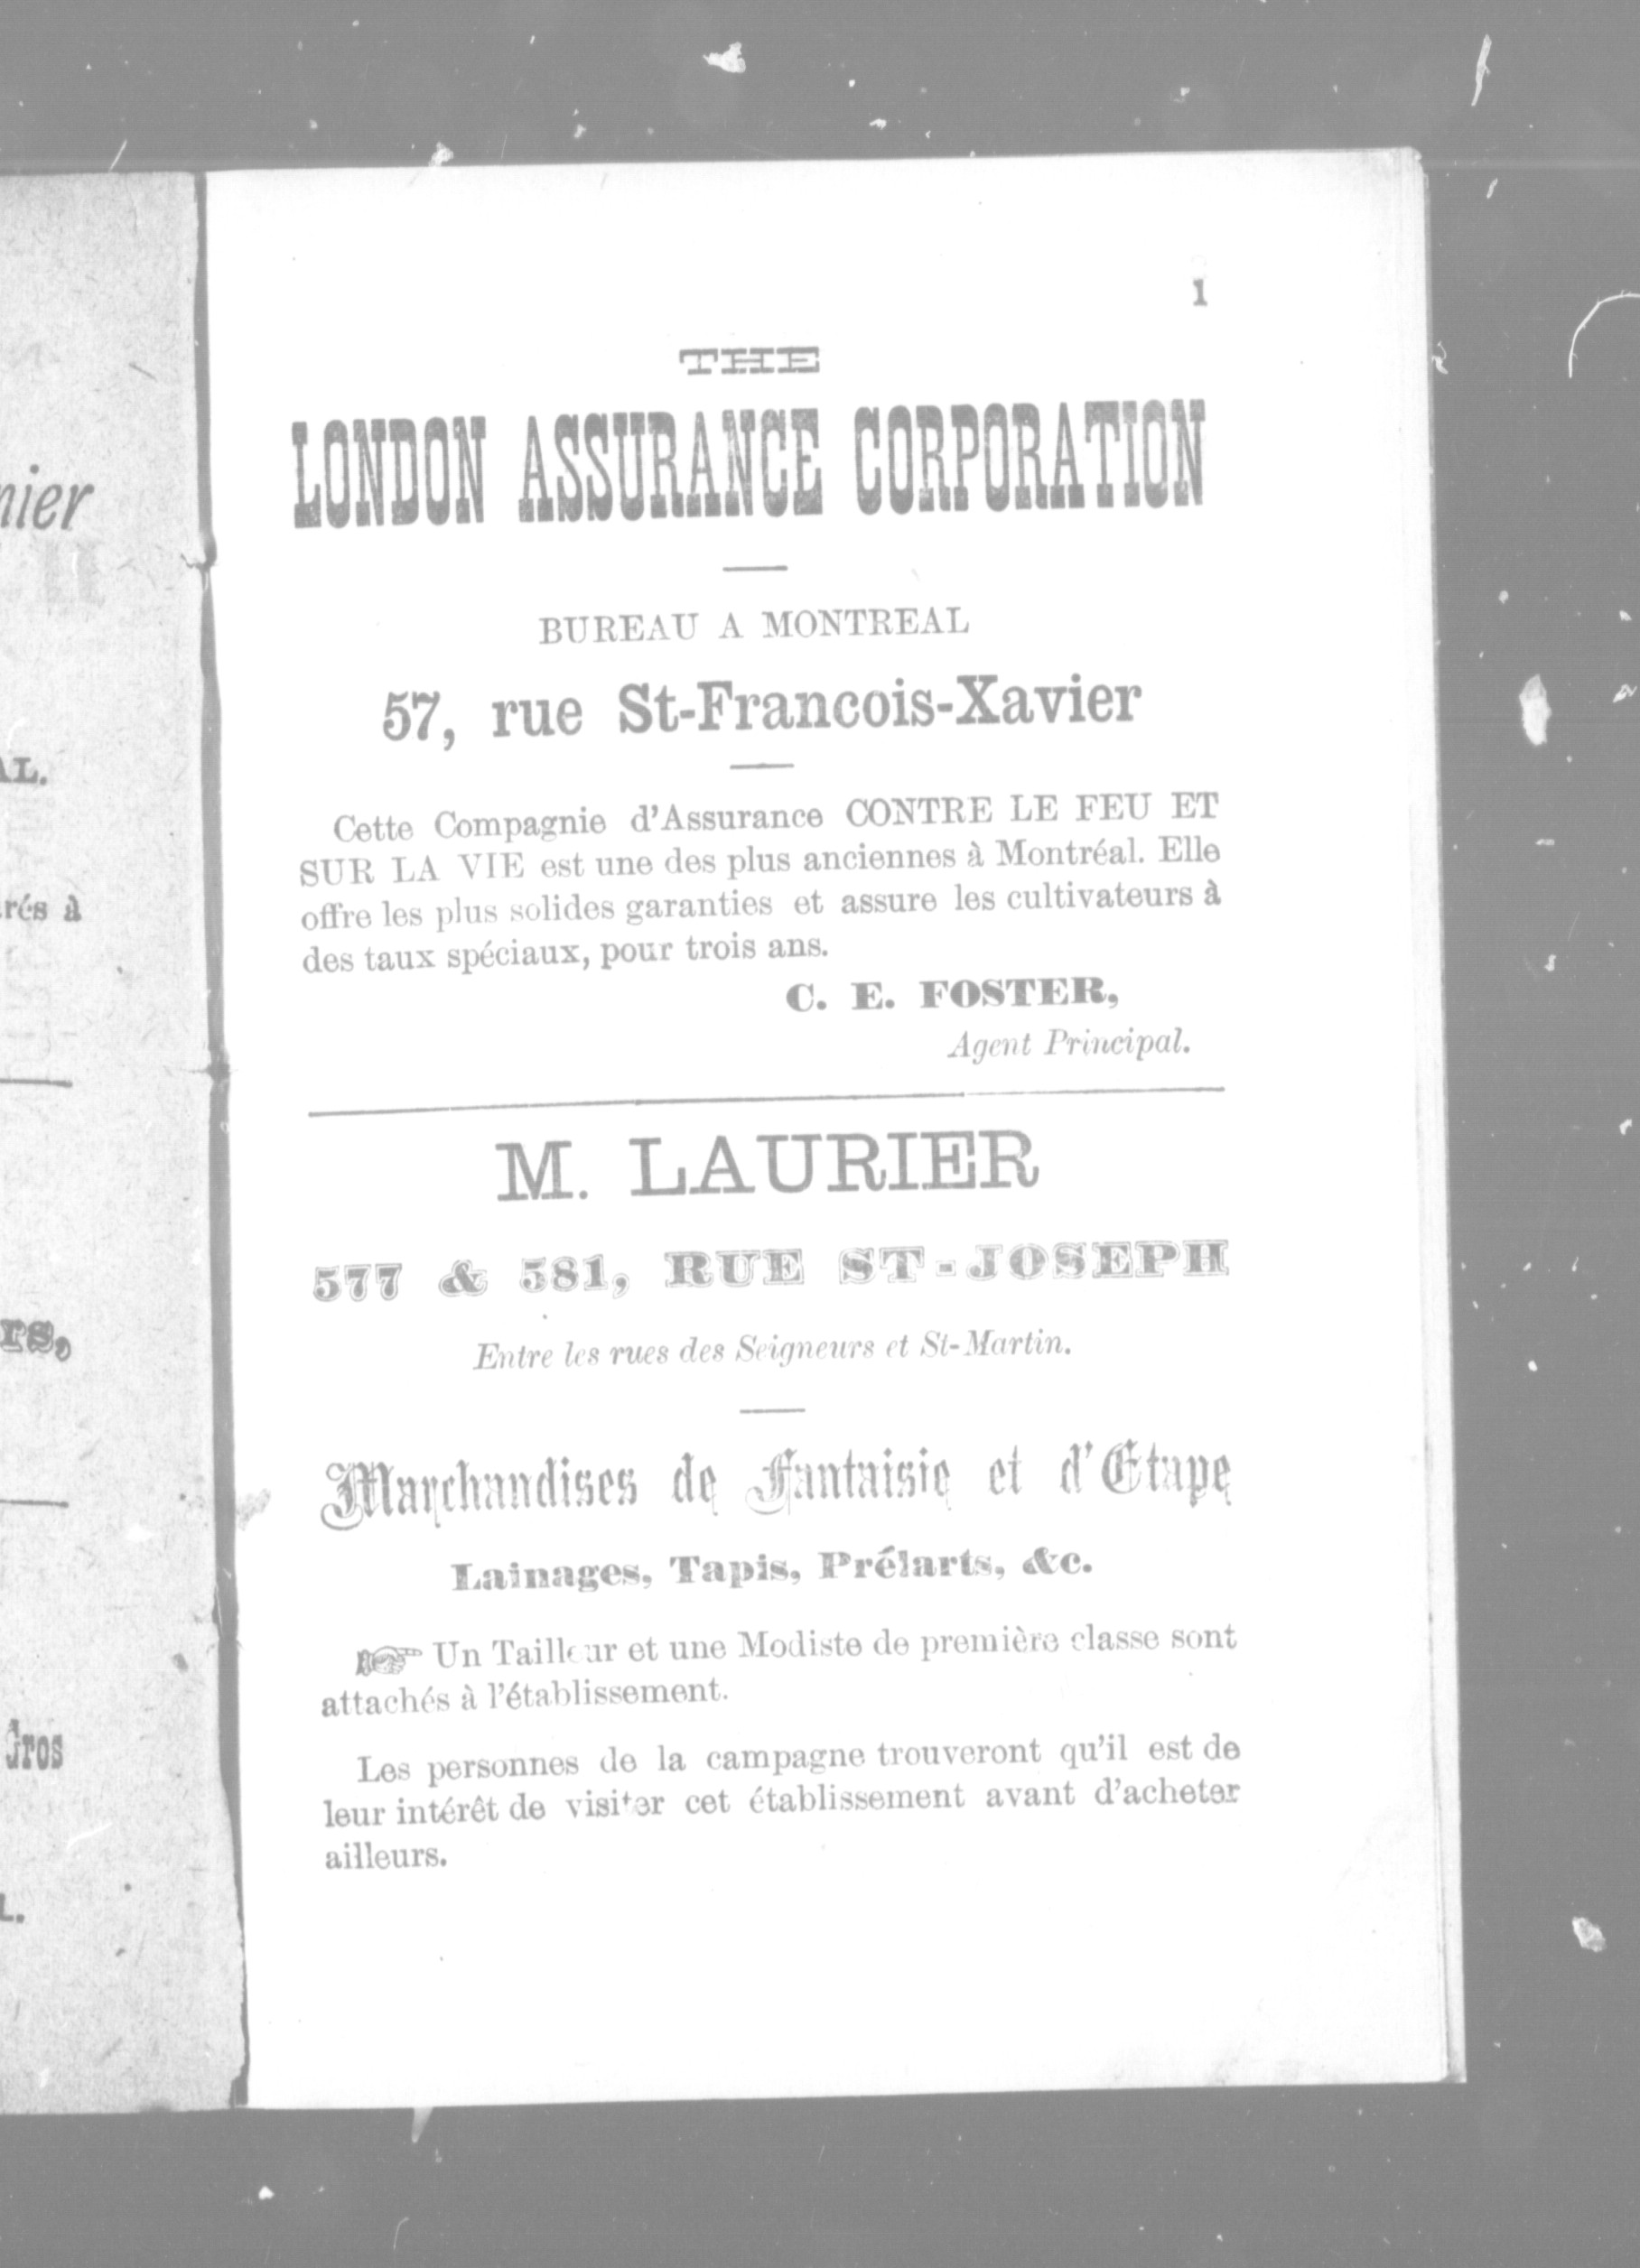 nier
AL.
rés à
rs,
Gros
L.
1
THE
LONDON ASSURANCE CORPORATION
BUREAU A MONTREAL
57, rue St-Francois-Xavier
Cette Compagnie d'Assurance CONTRE LE FEU ET
SUR LA VIE est une des plus anciennes à Montréal. Elle
offre les plus solides garanties et assure les cultivateurs à
des taux spéciaux, pour trois ans.
C. E. FOSTER,
Agent Principal.
M. LAURIER
577 & 581, RUE ST-JOSEPH
Entre les rues des Seigneurs et St-Martin.
Marchandises de Fantaisie et d'Etape
Lainages, Tapis, Prélarts, &c.
☞ Un Tailleur et une Modiste de première classe sont
attachés à l'établissement.
Les personnes de la campagne trouveront qu'il est de
leur intérêt de visiter cet établissement avant d'acheter
ailleurs.